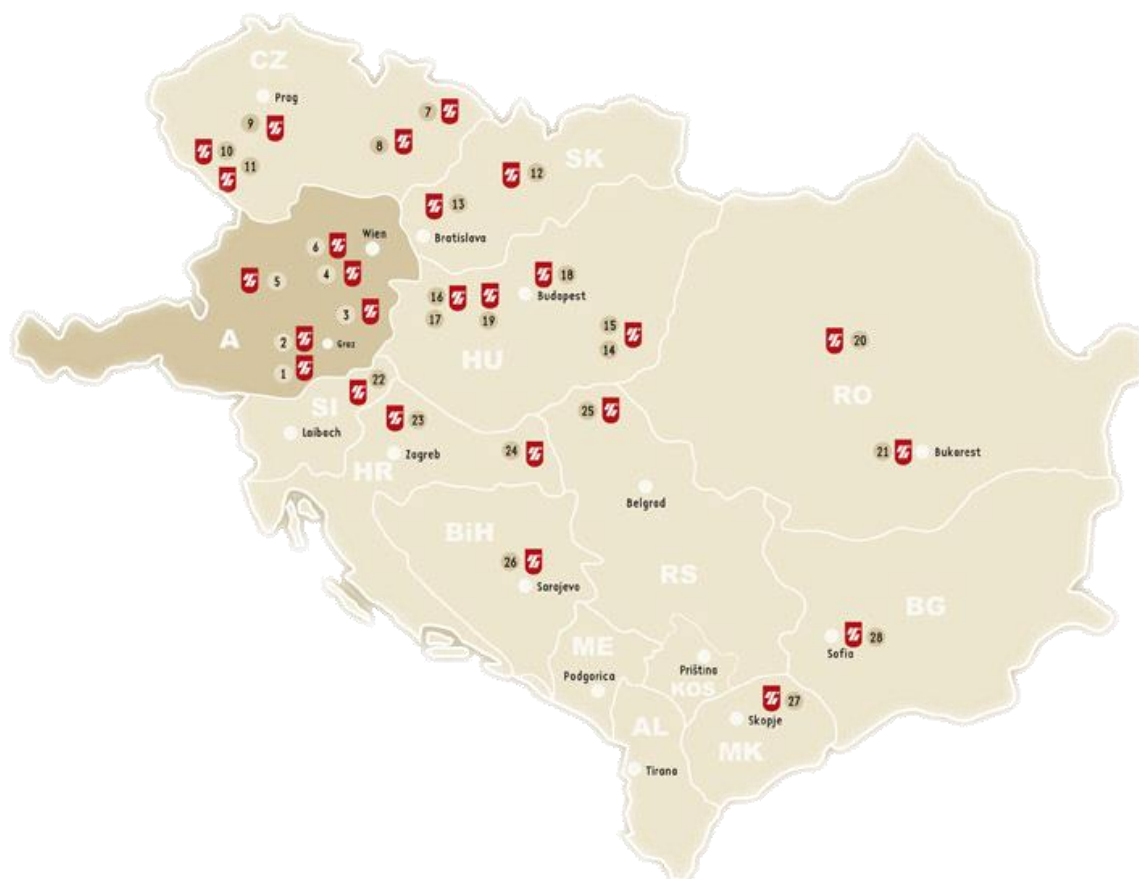 CZ
Prag
7
9
8
10
11
SK
12
13
Bratislava
Wien
6
4
5
3
A
2
Graz
1
16
17
19
18
Budapest
15
14
HU
20
RO
22
SI
Laibach
23
25
24
Zagreb
HR
21
Bukarest
Belgrad
BiH
26
Sarajevo
RS
BG
28
Sofia
ME
Podgorica
Priština
KOS
27
Skopje
MK
AL
Tirana